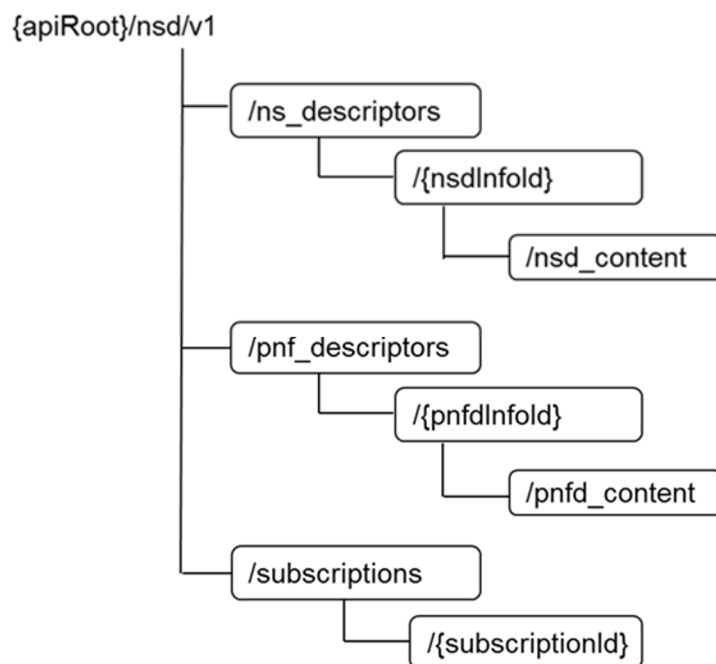 {apiRoot}/nsd/v1
/ns_descriptors
/{nsdInfoId}
/nsd_content
/pnf_descriptors
/{pnfdInfoId}
/pnfd_content
/subscriptions
/{subscriptionId}